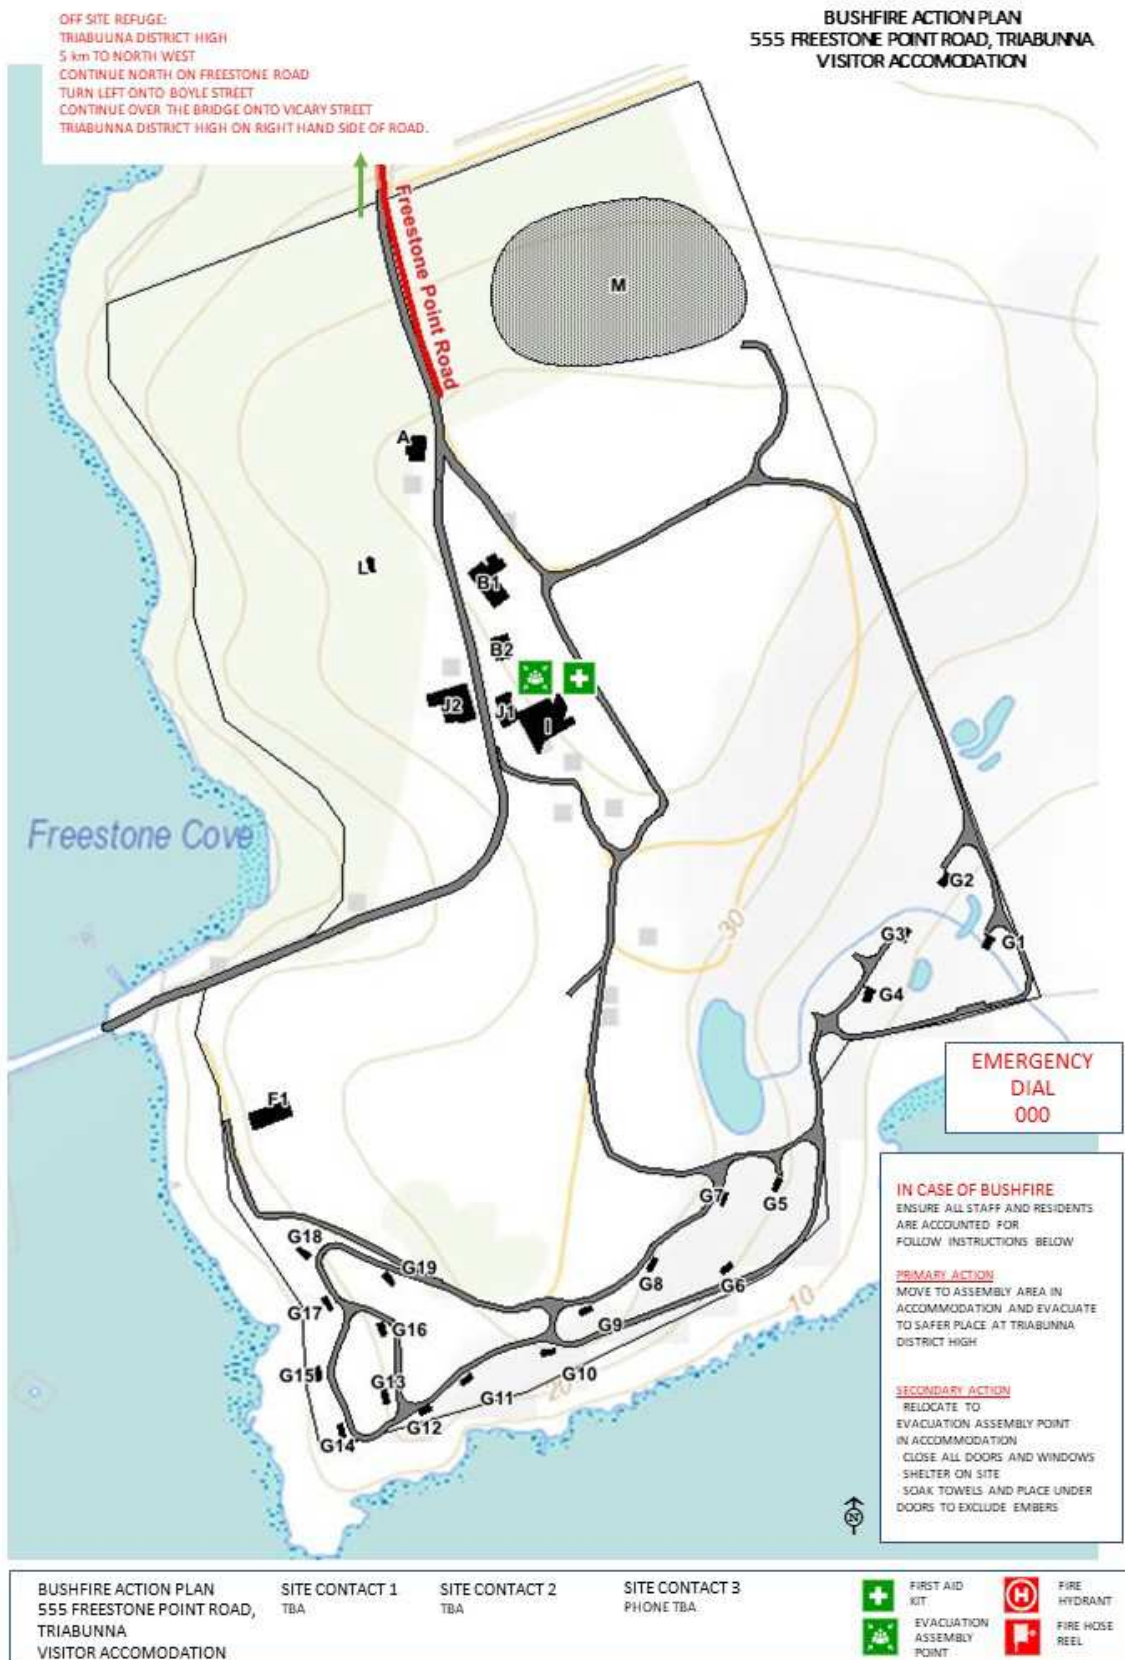 OFF SITE REFUGE:
TRIABUUNA DISTRICT HIGH
5 km TO NORTH WEST
CONTINUE NORTH ON FREESTONE ROAD
TURN LEFT ONTO BOYLE STREET
CONTINUE OVER THE BRIDGE ONTO VICARY STREET
TRIABUNNA DISTRICT HIGH ON RIGHT HAND SIDE OF ROAD.
BUSHFIRE ACTION PLAN
555 FREESTONE POINT ROAD, TRIABUNNA
VISITOR ACCOMODATION
Freestone Point Road
M
A
L
B1
B2
J2
J1
I
Freestone Cove
G2
G3
G1
G4
30
F1
G7
G5
G18
G19
G8
G6
10
G17
G16
G9
G15
G13
G10
G11
20
G12
G14
EMERGENCY
DIAL
000
IN CASE OF BUSHFIRE
ENSURE ALL STAFF AND RESIDENTS
ARE ACCOUNTED FOR
FOLLOW INSTRUCTIONS BELOW
PRIMARY ACTION
MOVE TO ASSEMBLY AREA IN
ACCOMMODATION AND EVACUATE
TO SAFER PLACE AT TRIABUNNA
DISTRICT HIGH
SECONDARY ACTION
RELOCATE TO
EVACUATION ASSEMBLY POINT
IN ACCOMMODATION
- CLOSE ALL DOORS AND WINDOWS
- SHELTER ON SITE
- SOAK TOWELS AND PLACE UNDER
DOORS TO EXCLUDE EMBERS
N
BUSHFIRE ACTION PLAN
555 FREESTONE POINT ROAD,
TRIABUNNA
VISITOR ACCOMODATION
SITE CONTACT 1
TBA
SITE CONTACT 2
TBA
SITE CONTACT 3
PHONE TBA
FIRST AID
KIT
H
FIRE
HYDRANT
EVACUATION
ASSEMBLY
POINT
FIRE HOSE
REEL